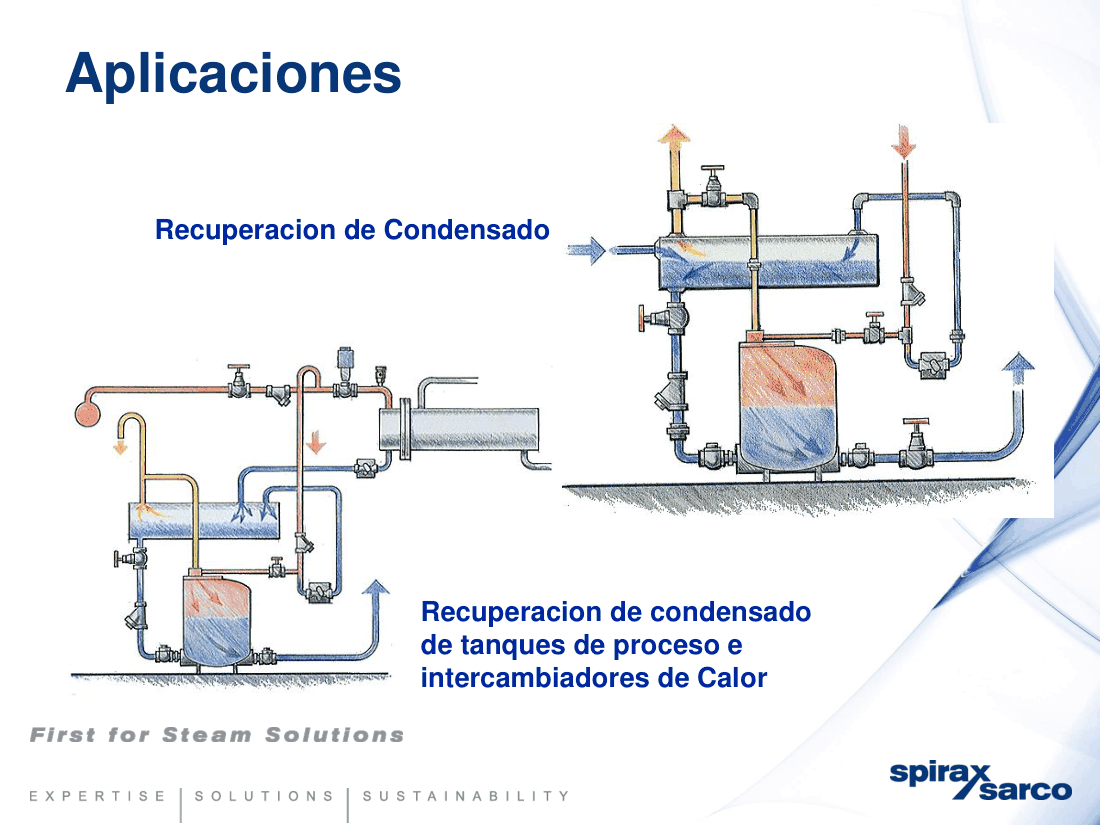 Aplicaciones
Recuperacion de Condensado
Recuperacion de condensado
de tanques de proceso e
intercambiadores de Calor
First for Steam Solutions
EXPERTISE SOLUTIONS SUSTAINABILITY
spirax
sarco